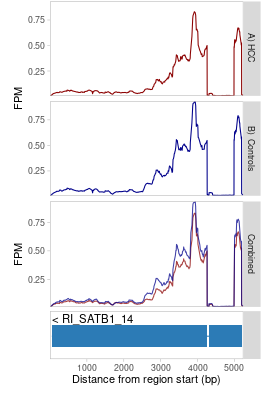 FPM
0.75
0.50
0.25
A) HCC
0.75
0.50
0.25
B) Controls
FPM
0.75
0.50
0.25
Combined
< RI_SATB1_14
1000 2000 3000 4000 5000
Distance from region start (bp)